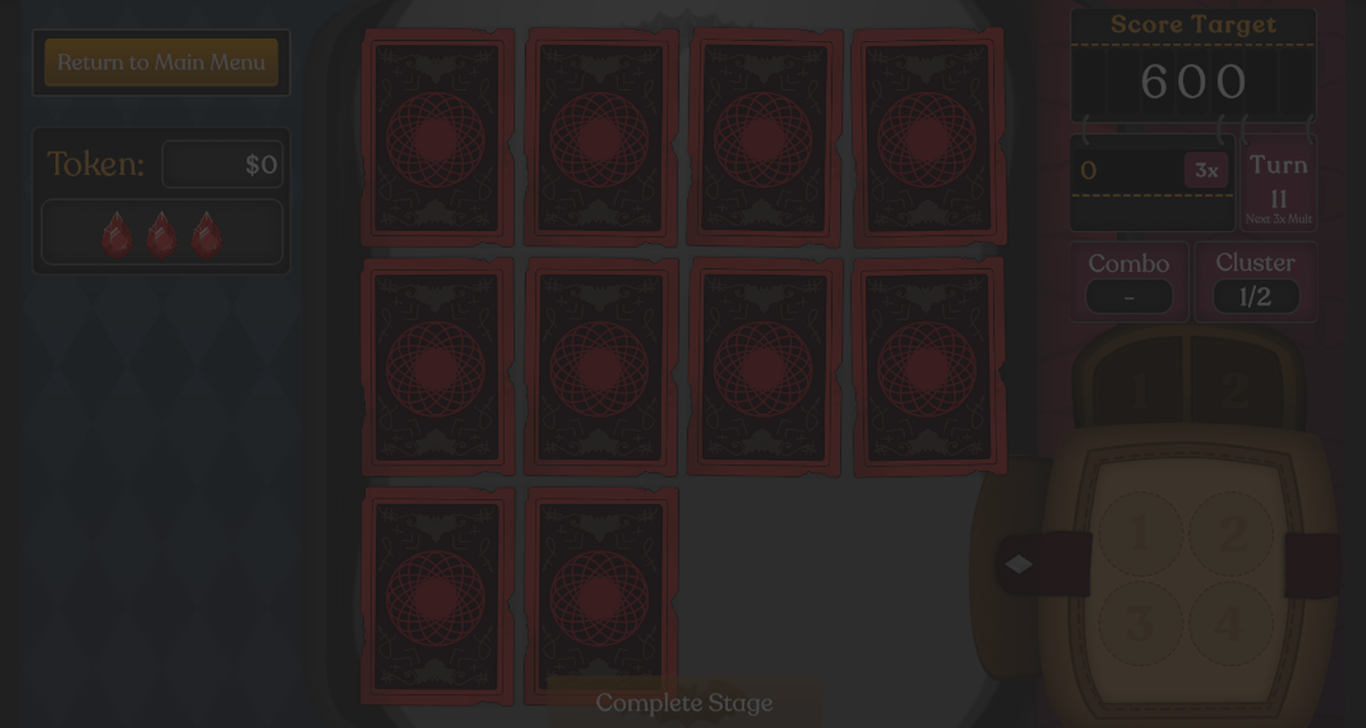 Return to Main Menu
Token: $0
Score Target
600
0 3x
Turn
11
Next 3x Mult
Combo
-
Cluster
1/2
1 2
1 2
3 4
Complete Stage